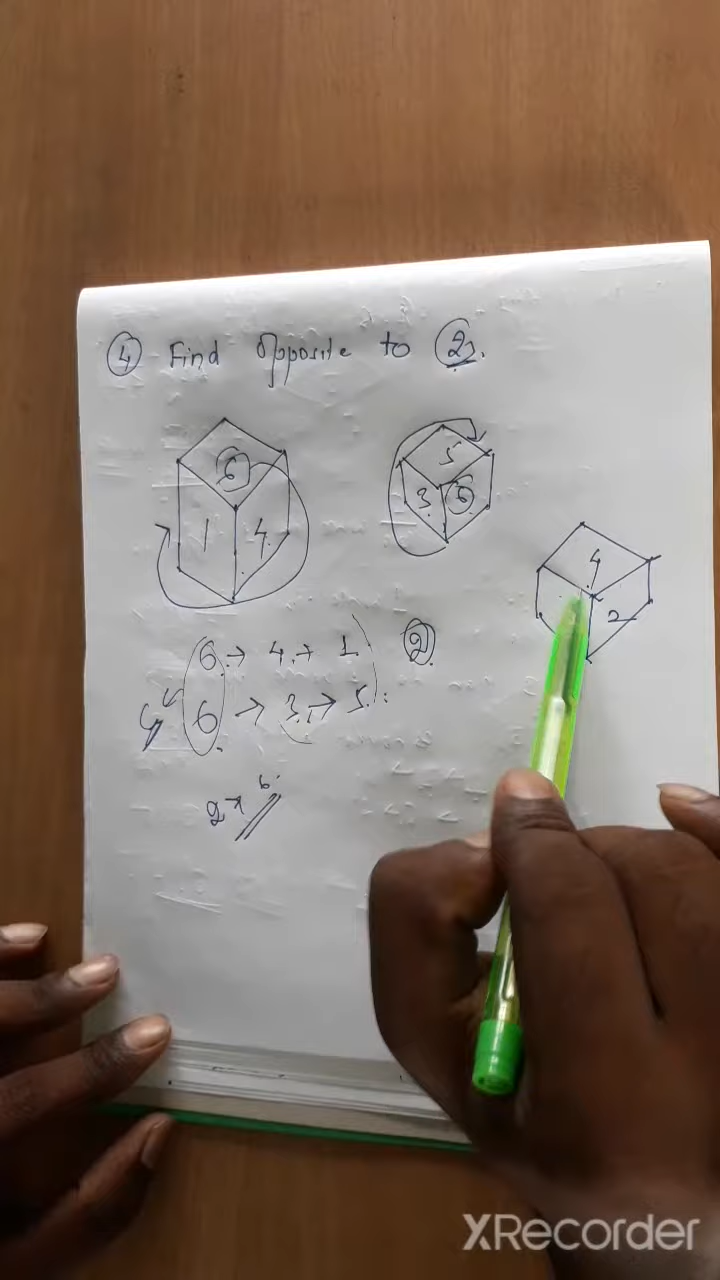 4 Find opposite to 2.
6
1 4.
5
3. 6
4
2
6. → 4. → 1 2.
6 → 3. → 5.
2 → 6.
XRecorder